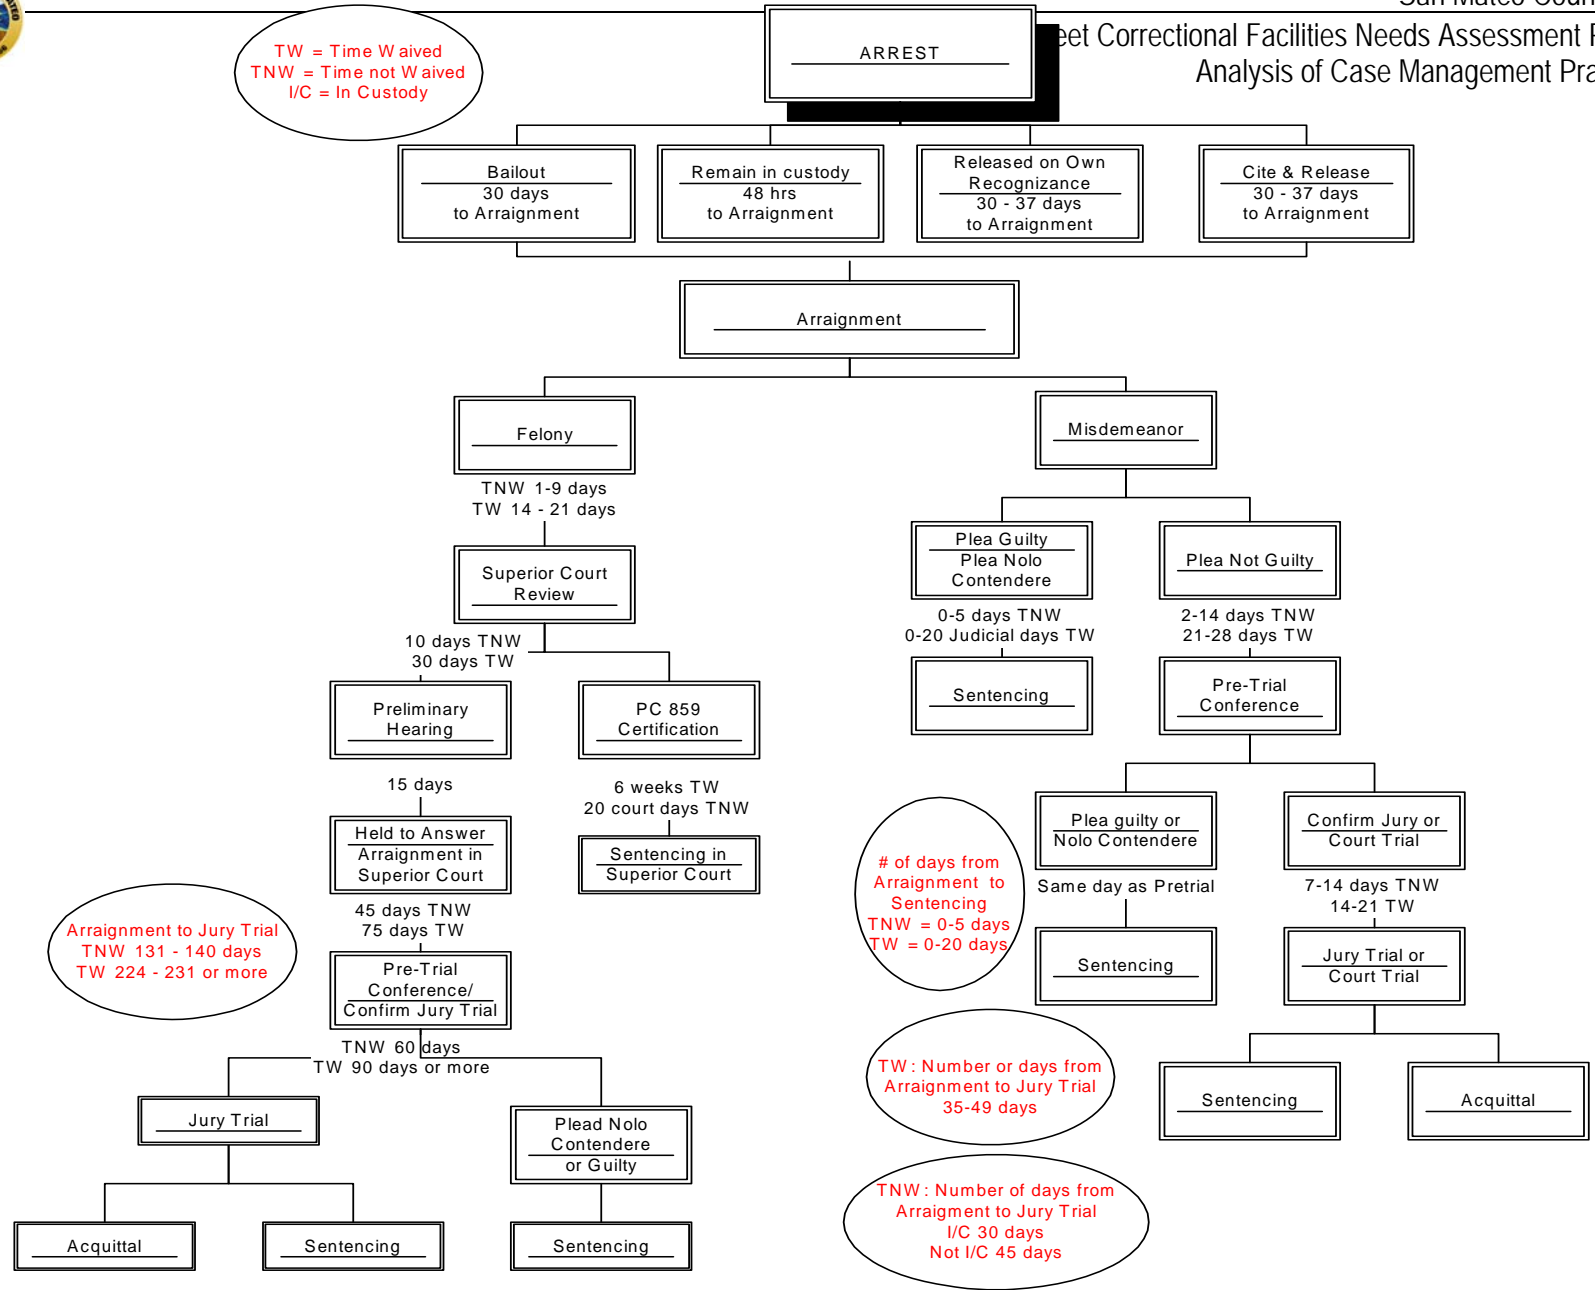 San Mateo Coun
eet Correctional Facilities Needs Assessment
Analysis of Case Management Pra
TW = Time Waived
TNW = Time not Waived
I/C = In Custody
ARREST
Bailout
30 days
to Arraignment
Remain in custody
48 hrs
to Arraignment
Released on Own
Recognizance
30 - 37 days
to Arraignment
Cite & Release
30 - 37 days
to Arraignment
Arraignment
Felony
TNW 1-9 days
TW 14 - 21 days
Superior Court
Review
10 days TNW
30 days TW
Preliminary
Hearing
PC 859
Certification
15 days
6 weeks TW
20 court days TNW
Held to Answer
Arraignment in
Superior Court
Sentencing in
Superior Court
45 days TNW
75 days TW
Arraignment to Jury Trial
TNW 131 - 140 days
TW 224 - 231 or more
Pre-Trial
Conference/
Confirm Jury Trial
TNW 60 days
TW 90 days or more
Jury Trial
Plead Nolo
Contendere
or Guilty
Acquittal
Sentencing
Sentencing
Misdemeanor
Plea Guilty
Plea Nolo
Contendere
Plea Not Guilty
0-5 days TNW
0-20 Judicial days TW
2-14 days TNW
21-28 days TW
Sentencing
Pre-Trial
Conference
# of days from
Arraignment to
Sentencing
TNW = 0-5 days
TW = 0-20 days
Plea guilty or
Nolo Contendere
Confirm Jury or
Court Trial
Same day as Pretrial
7-14 days TNW
14-21 TW
Sentencing
Jury Trial or
Court Trial
TW: Number or days from
Arraignment to Jury Trial
35-49 days
Sentencing
Acquittal
TNW: Number of days from
Arraigment to Jury Trial
I/C 30 days
Not I/C 45 days